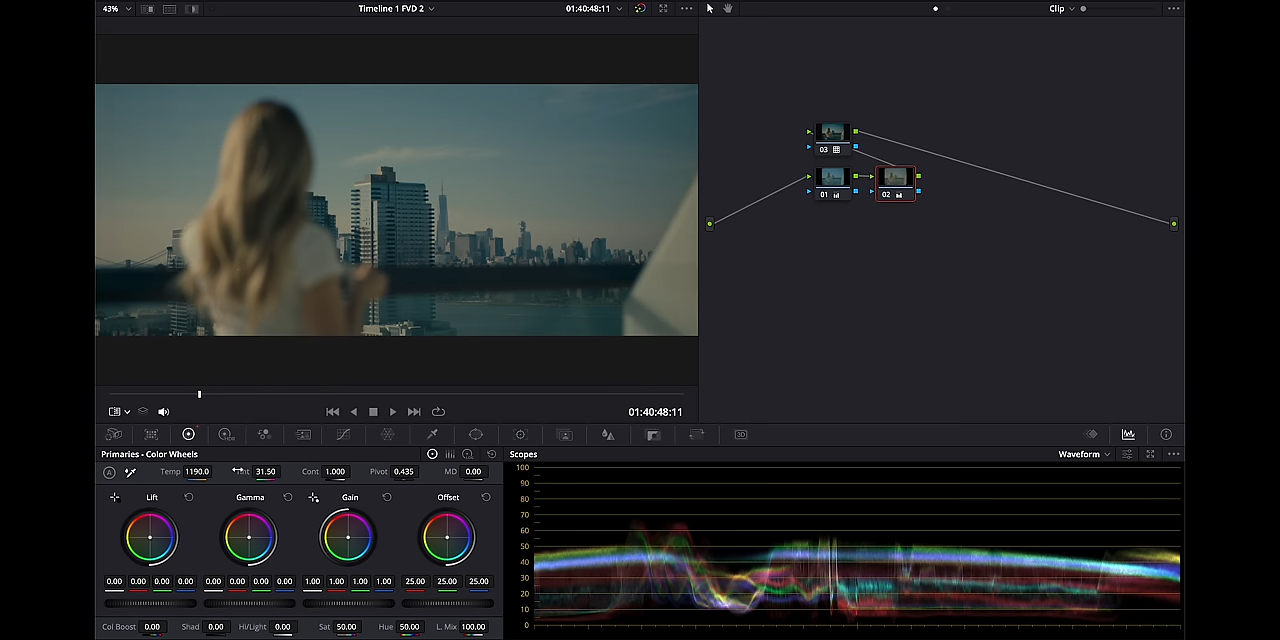 43% Timeline 1 FVD 2 01:40:48:11 Clip
03
01 02
01:40:48:11
3D
Primaries - Color Wheels Scopes Waveform
A Temp 1190.0 Tint 31.50 Cont 1.000 Pivot 0.435 MD 0.00
Lift Gamma Gain Offset
0.00 0.00 0.00 0.00 0.00 0.00 0.00 0.00 1.00 1.00 1.00 1.00 25.00 25.00 25.00
Col Boost 0.00 Shad 0.00 Hi/Light 0.00 Sat 50.00 Hue 50.00 L. Mix 100.00
100
90
80
70
60
50
40
30
20
10
0